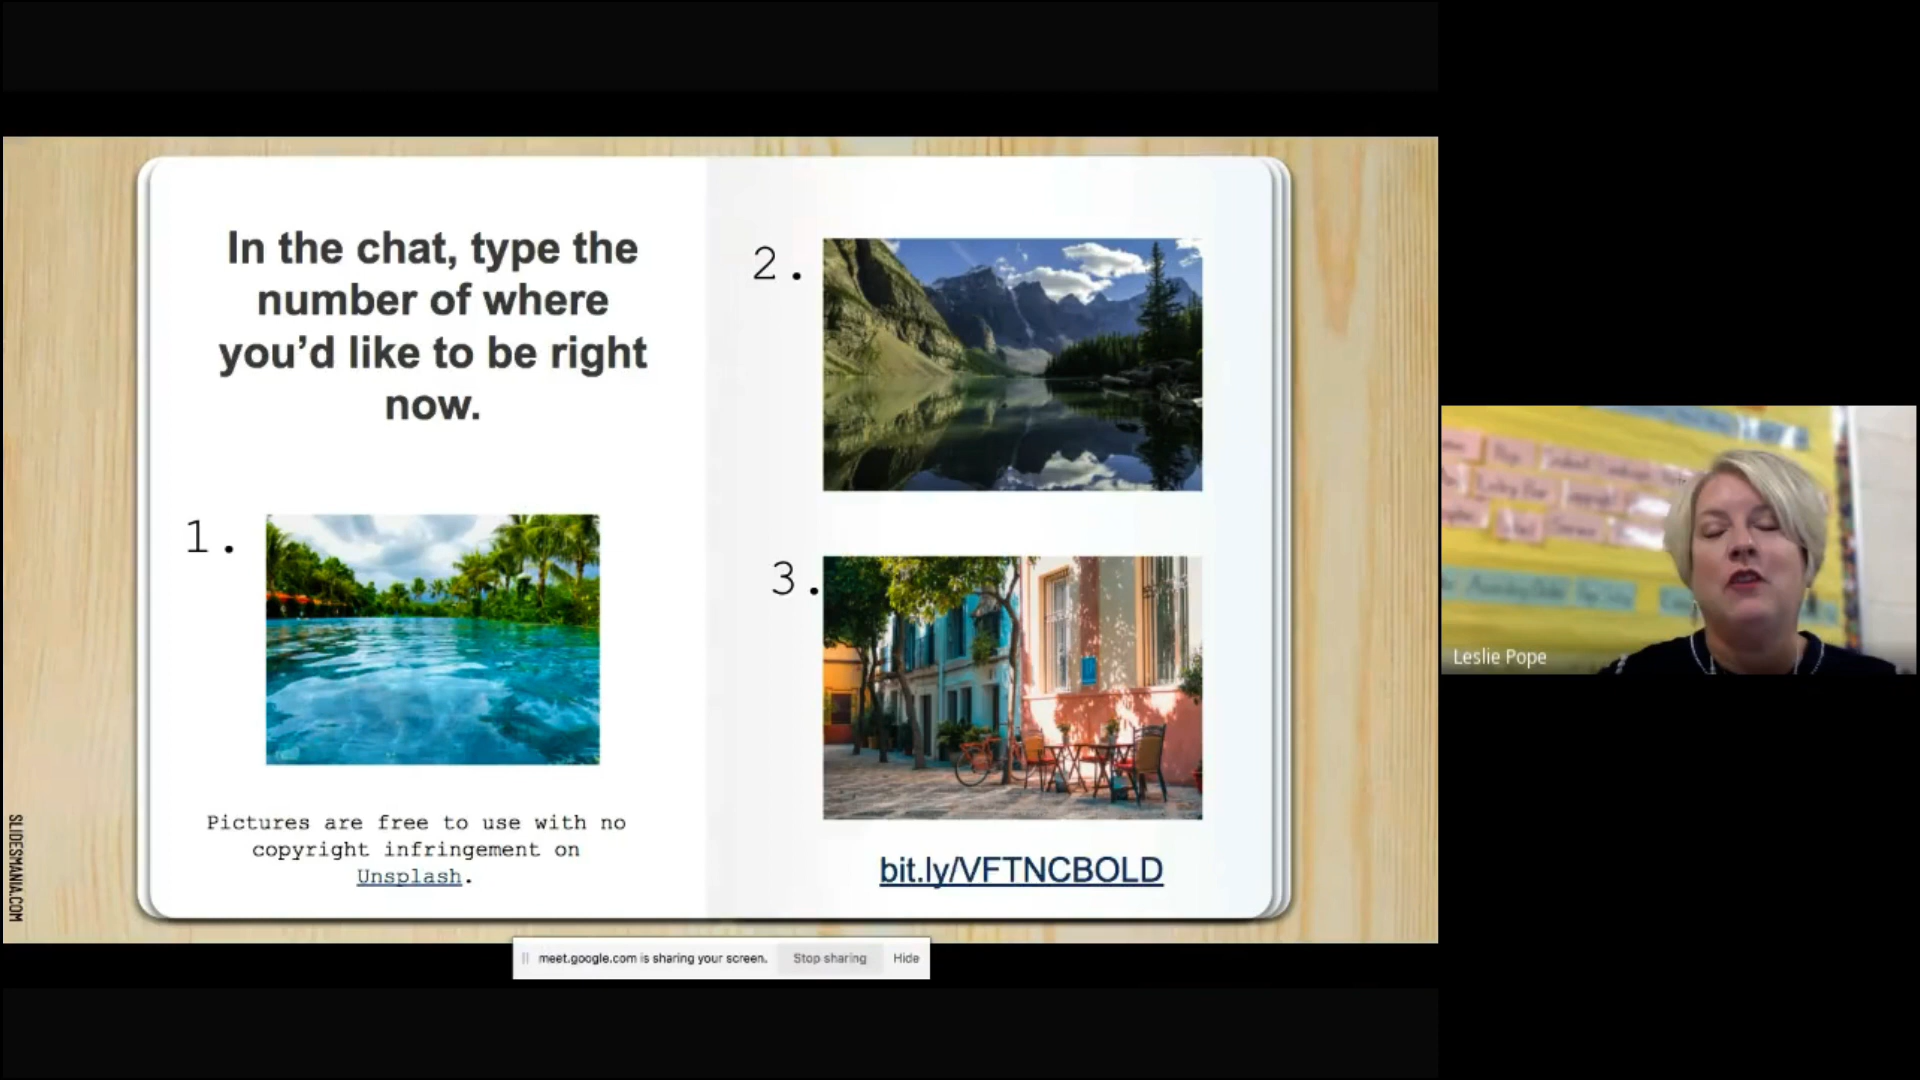 In the chat, type the
number of where
you’d like to be right
now.
1.
Pictures are free to use with no
copyright infringement on
Unsplash.
2.
3.
bit.ly/VFTNCBOLD
SLIDESMANIA.COM
meet.google.com is sharing your screen.
Stop sharing
Hide
Leslie Pope